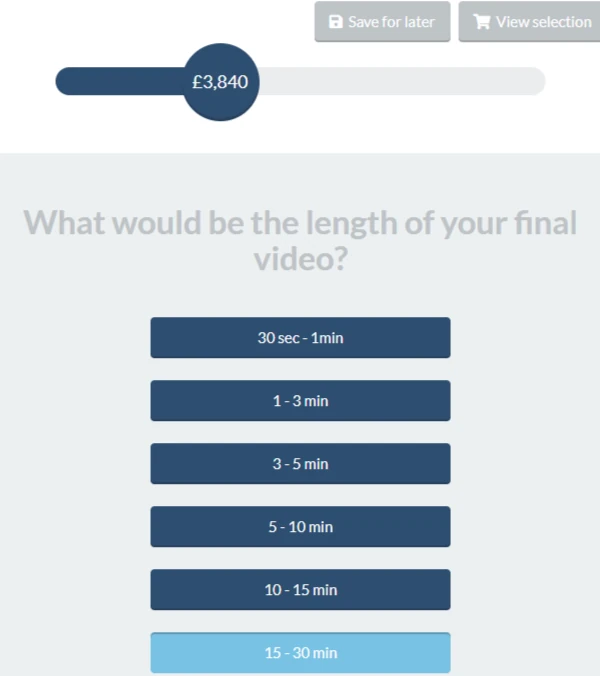 Save for later View selection
£3,840
What would be the length of your final
video?
30 sec - 1min
1 - 3 min
3 - 5 min
5 - 10 min
10 - 15 min
15 - 30 min